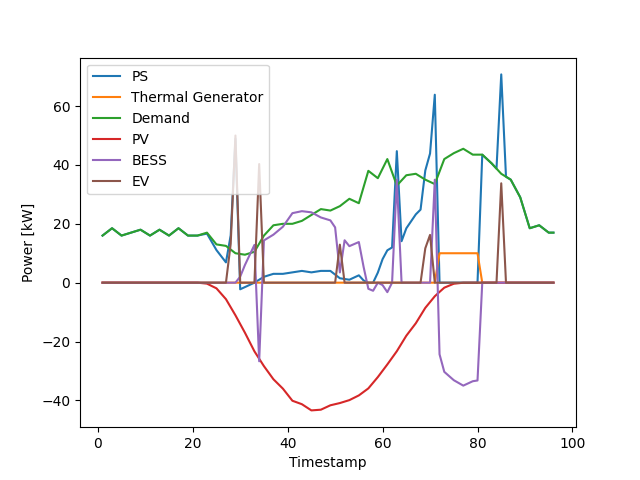 PS
Thermal Generator
Demand
PV
BESS
EV
Power [kW]
60
40
20
0
−20
−40
0 20 40 60 80 100
Timestamp